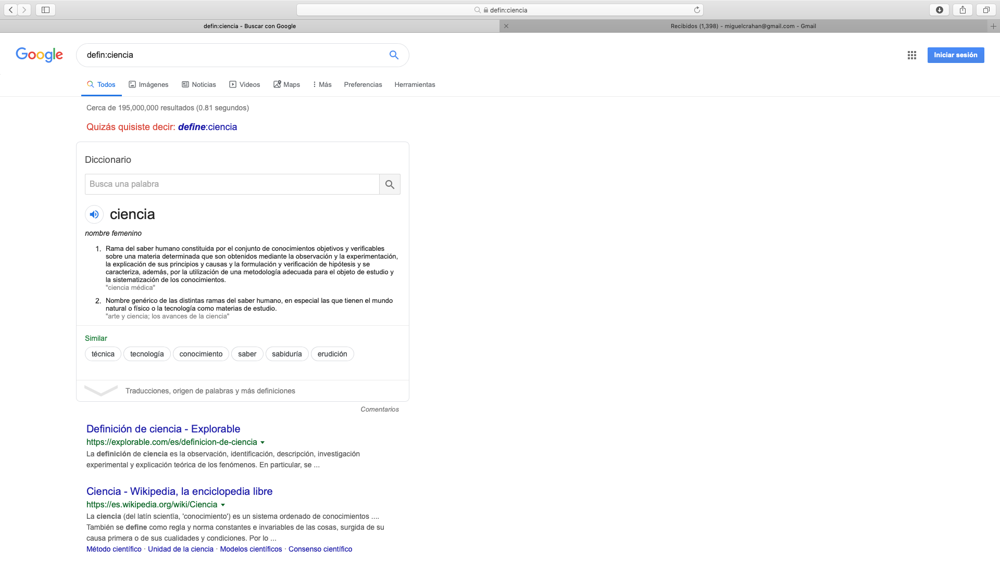 defin:ciencia
defin:ciencia - Buscar con Google
Recibidos (1,398) - miguelcrahan@gmail.com - Gmail
Google
defin:ciencia
Iniciar sesión
Todos
Imágenes
Noticias
Videos
Maps
Más
Preferencias
Herramientas
Cerca de 195,000,000 resultados (0.81 segundos)
Quizás quisiste decir: define:ciencia
Diccionario
Busca una palabra
ciencia
nombre femenino
1. Rama del saber humano constituida por el conjunto de conocimientos objetivos y verificables
sobre una materia determinada que son obtenidos mediante la observación y la experimentación,
la explicación de sus principios y causas y la formulación y verificación de hipótesis y se
caracteriza, además, por la utilización de una metodología adecuada para el objeto de estudio y
la sistematización de los conocimientos.
"ciencia médica"
2. Nombre genérico de las distintas ramas del saber humano, en especial las que tienen el mundo
natural o físico o la tecnología como materias de estudio.
"arte y ciencia; los avances de la ciencia"
Similar
técnica
tecnología
conocimiento
saber
sabiduría
erudición
Traducciones, origen de palabras y más definiciones
Comentarios
Definición de ciencia - Explorable
https://explorable.com/es/definicion-de-ciencia
La definición de ciencia es la observación, identificación, descripción, investigación
experimental y explicación teórica de los fenómenos. En particular, se ...
Ciencia - Wikipedia, la enciclopedia libre
https://es.wikipedia.org/wiki/Ciencia
La ciencia (del latín scientĭa, 'conocimiento') es un sistema ordenado de conocimientos ....
También se define como regla y norma constantes e invariables de las cosas, surgida de su
causa primera o de sus cualidades y condiciones. Por lo ...
Método científico · Unidad de la ciencia · Modelos científicos · Consenso científico